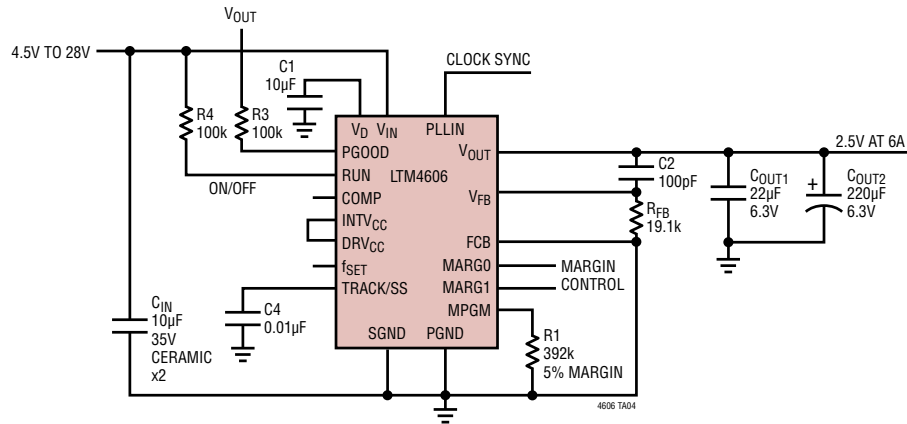 VOUT
4.5V TO 28V
CLOCK SYNC
C1
10µF
R4
100k
R3
100k
VD
VIN
PLLIN
PGOOD
LTM4606
VOUT
2.5V AT 6A
RUN
ON/OFF
C2
100pF
COMP
VFB
COUT1
22µF
6.3V
+
COUT2
220µF
6.3V
INTVCC
RFB
19.1k
DRVCC
FCB
fSET
MARG0
MARGIN
CONTROL
TRACK/SS
MARG1
MPGM
CIN
10µF
35V
CERAMIC
x2
C4
0.01µF
SGND
PGND
R1
392k
5% MARGIN
4606 TA04